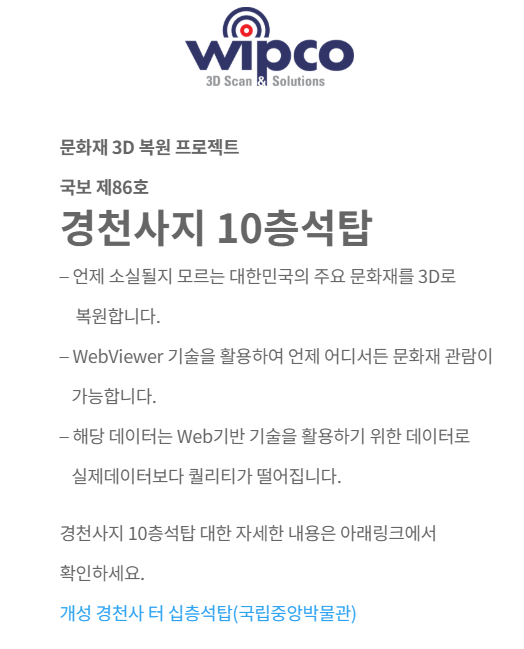 wipco
3D Scan & Solutions
문화재 3D 복원 프로젝트
국보 제86호
경천사지 10층석탑
– 언제 소실될지 모르는 대한민국의 주요 문화재를 3D로
복원합니다.
– WebViewer 기술을 활용하여 언제 어디서든 문화재 관람이
가능합니다.
– 해당 데이터는 Web기반 기술을 활용하기 위한 데이터로
실제데이터보다 퀄리티가 떨어집니다.
경천사지 10층석탑 대한 자세한 내용은 아래링크에서
확인하세요.
개성 경천사 터 십층석탑(국립중앙박물관)